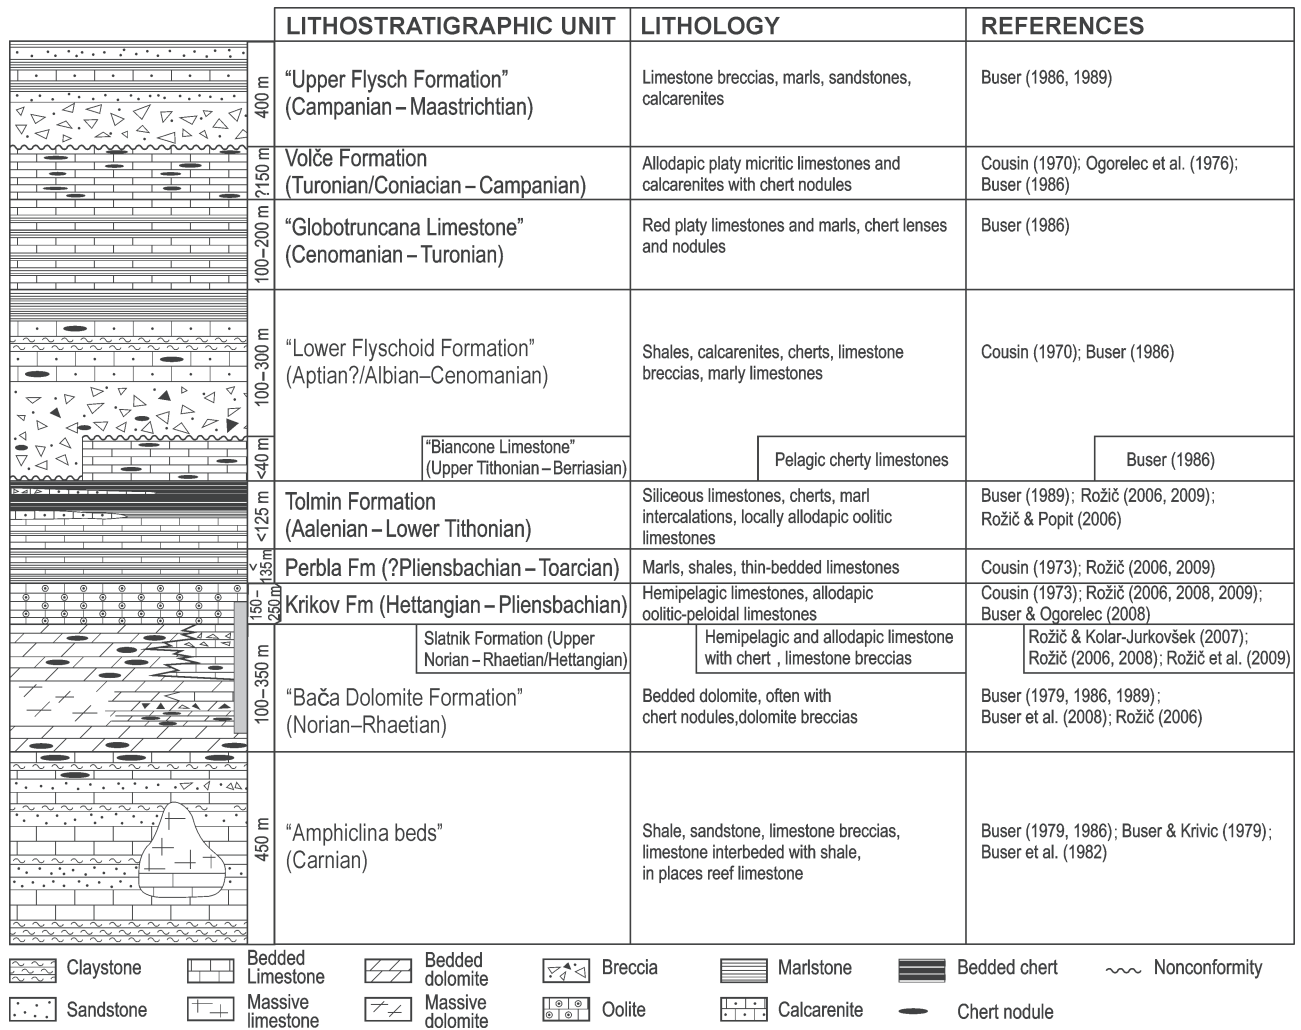 LITHOSTRATIGRAPHIC UNIT
LITHOLOGY
REFERENCES
400 m
“Upper Flysch Formation”
(Campanian – Maastrichtian)
Limestone breccias, marls, sandstones,
calcarenites
Buser (1986, 1989)
?150 m
Volče Formation
(Turonian/Coniacian – Campanian)
Allodapic platy micritic limestones and
calcarenites with chert nodules
Cousin (1970); Ogorelec et al. (1976);
Buser (1986)
100–200 m
“Globotruncana Limestone”
(Cenomanian – Turonian)
Red platy limestones and marls, chert lenses
and nodules
Buser (1986)
100–300 m
“Lower Flyschoid Formation”
(Aptian?/Albian–Cenomanian)
Shales, calcarenites, cherts, limestone
breccias, marly limestones
Cousin (1970); Buser (1986)
<40 m
“Biancone Limestone”
(Upper Tithonian – Berriasian)
Pelagic cherty limestones
Buser (1986)
<125 m
Tolmin Formation
(Aalenian – Lower Tithonian)
Siliceous limestones, cherts, marl
intercalations, locally allodapic oolitic
limestones
Buser (1989); Rožič (2006, 2009);
Rožič & Popit (2006)
<
135m
Perbla Fm (?Pliensbachian – Toarcian)
Marls, shales, thin-bedded limestones
Cousin (1973); Rožič (2006, 2009)
150–
250m
Krikov Fm (Hettangian – Pliensbachian)
Hemipelagic limestones, allodapic
oolitic-peloidal limestones
Cousin (1973); Rožič (2006, 2008, 2009);
Buser & Ogorelec (2008)
Slatnik Formation (Upper
Norian – Rhaetian/Hettangian)
Hemipelagic and allodapic limestone
with chert , limestone breccias
Rožič & Kolar-Jurkovšek (2007);
Rožič (2006, 2008); Rožič et al. (2009)
100–350 m
“Bača Dolomite Formation”
(Norian–Rhaetian)
Bedded dolomite, often with
chert nodules,dolomite breccias
Buser (1979, 1986, 1989);
Buser et al. (2008); Rožič (2006)
450 m
“Amphiclina beds”
(Carnian)
Shale, sandstone, limestone breccias,
limestone interbeded with shale,
in places reef limestone
Buser (1979, 1986); Buser & Krivic (1979);
Buser et al. (1982)
Claystone
Bedded
Limestone
Bedded
dolomite
Breccia
Marlstone
Bedded chert
Nonconformity
Sandstone
Massive
limestone
Massive
dolomite
Oolite
Calcarenite
Chert nodule